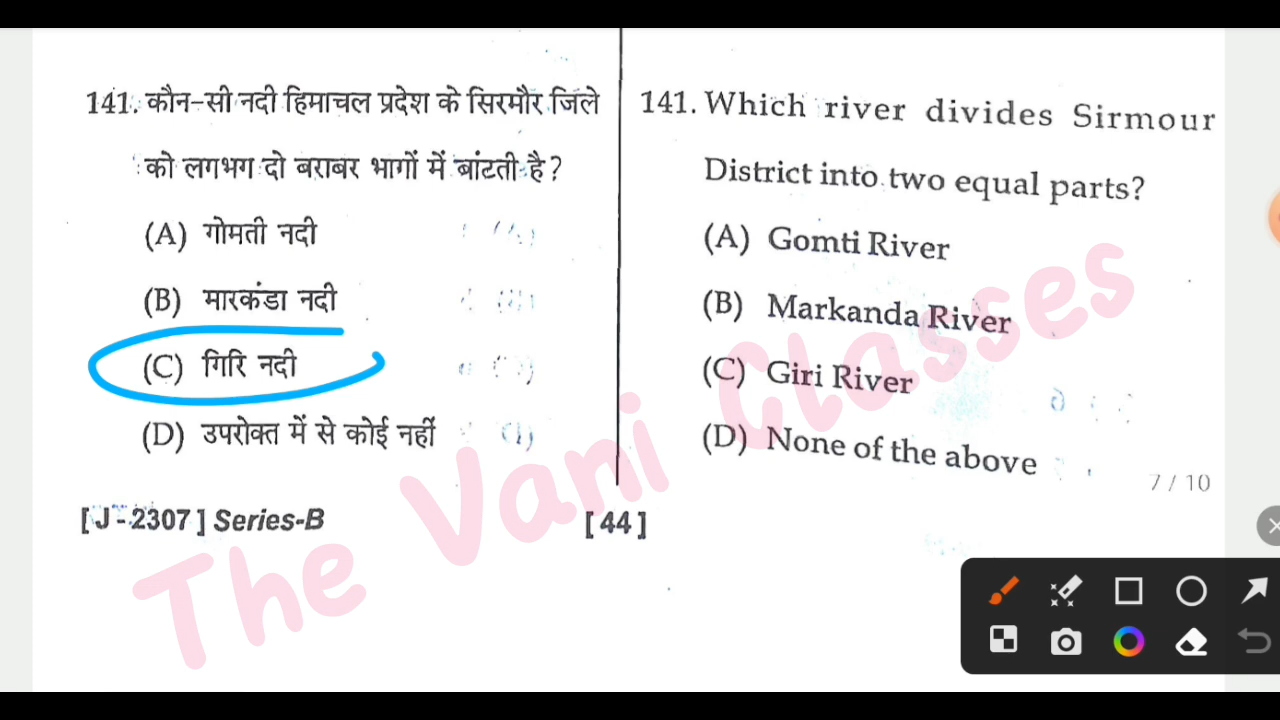 141. कौन-सी नदी हिमाचल प्रदेश के सिरमौर जिले
को लगभग दो बराबर भागों में बांटती है?
(A) गोमती नदी
(B) मारकंडा नदी
(C) गिरि नदी
(D) उपरोक्त में से कोई नहीं
141. Which river divides Sirmour
District into two equal parts?
(A) Gomti River
(B) Markanda River
(C) Giri River
(D) None of the above
7 / 10
[ J - 2307 ] Series-B
[ 44 ]
The Vani Classes